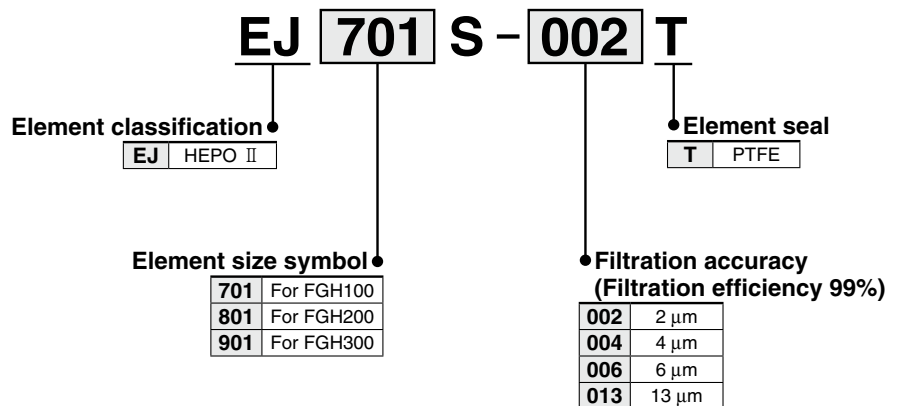 EJ 701 S – 002 T
Element classification
EJ HEPO Ⅱ
Element seal
T PTFE
Element size symbol
701 For FGH100
801 For FGH200
901 For FGH300
Filtration accuracy
(Filtration efficiency 99%)
002 2 μm
004 4 μm
006 6 μm
013 13 μm